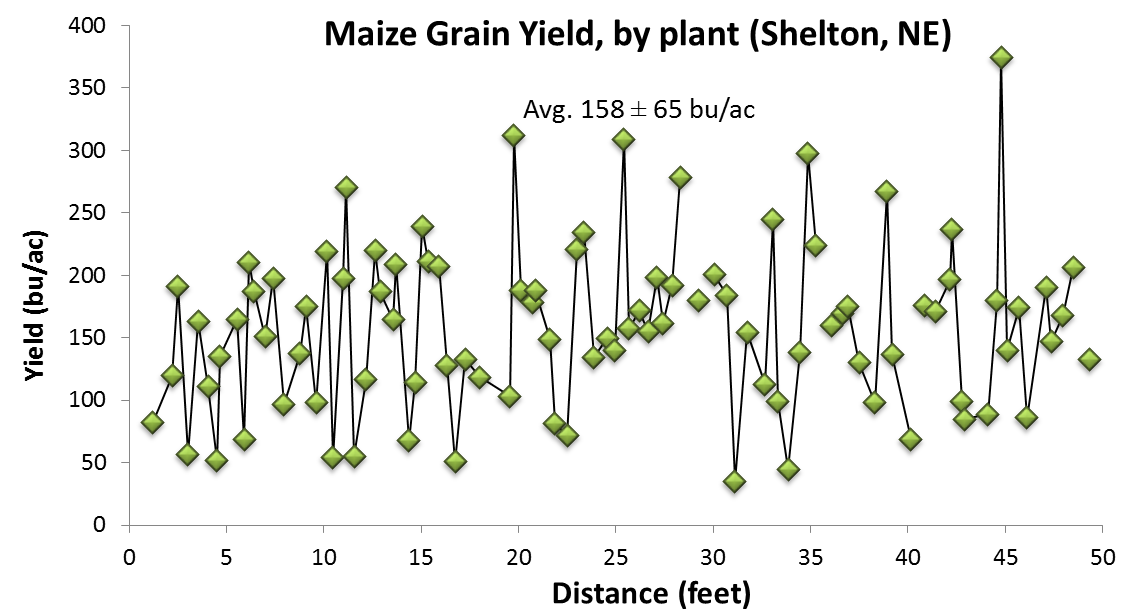 Maize Grain Yield, by plant (Shelton, NE)
Avg. 158 ± 65 bu/ac
Yield (bu/ac)
400
350
300
250
200
150
100
50
0
0 5 10 15 20 25 30 35 40 45 50
Distance (feet)